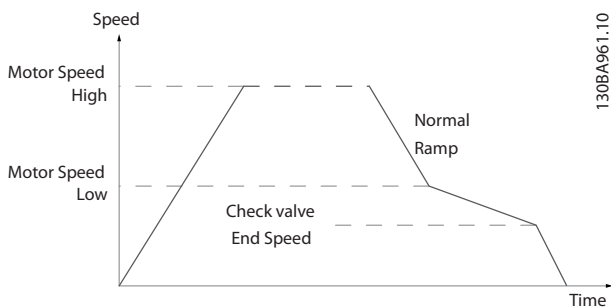 Speed
130BA961.10
Motor Speed
High
Normal
Ramp
Motor Speed
Low
Check valve
End Speed
Time